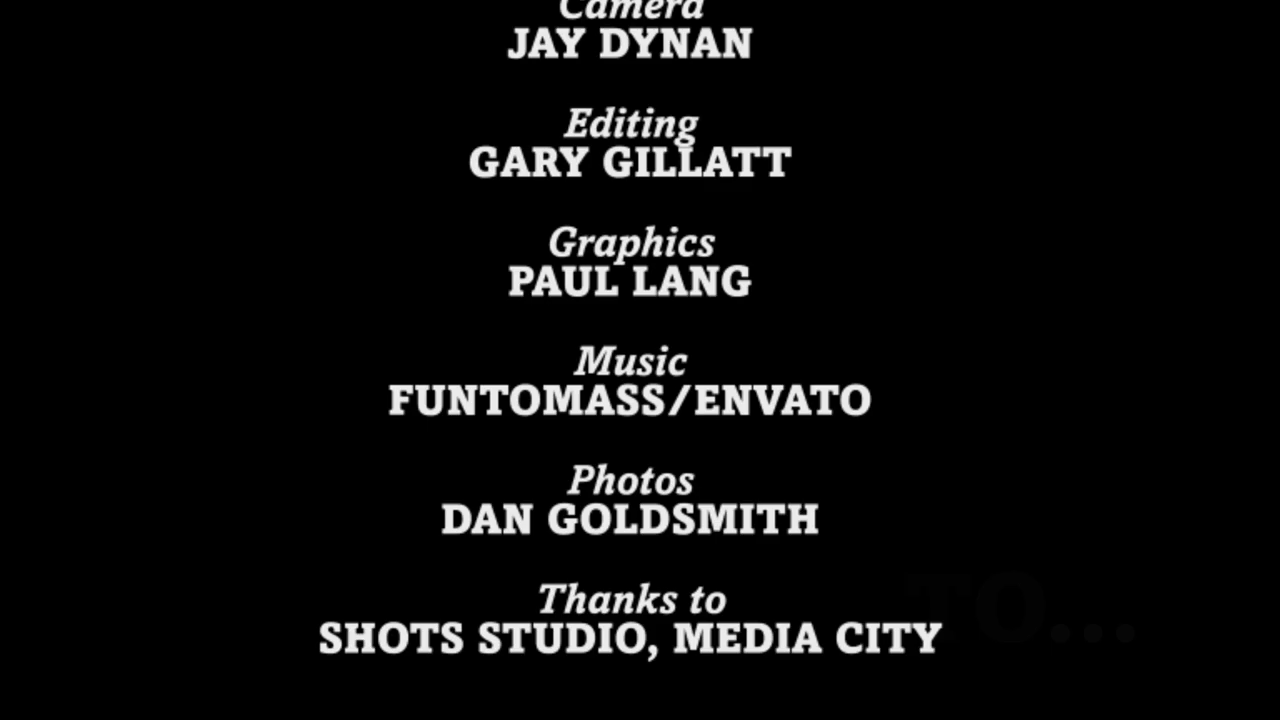 Camera
JAY DYNAN
Editing
GARY GILLATT
Graphics
PAUL LANG
Music
FUNTOMASS/ENVATO
Photos
DAN GOLDSMITH
Thanks to
SHOTS STUDIO, MEDIA CITY
TO...